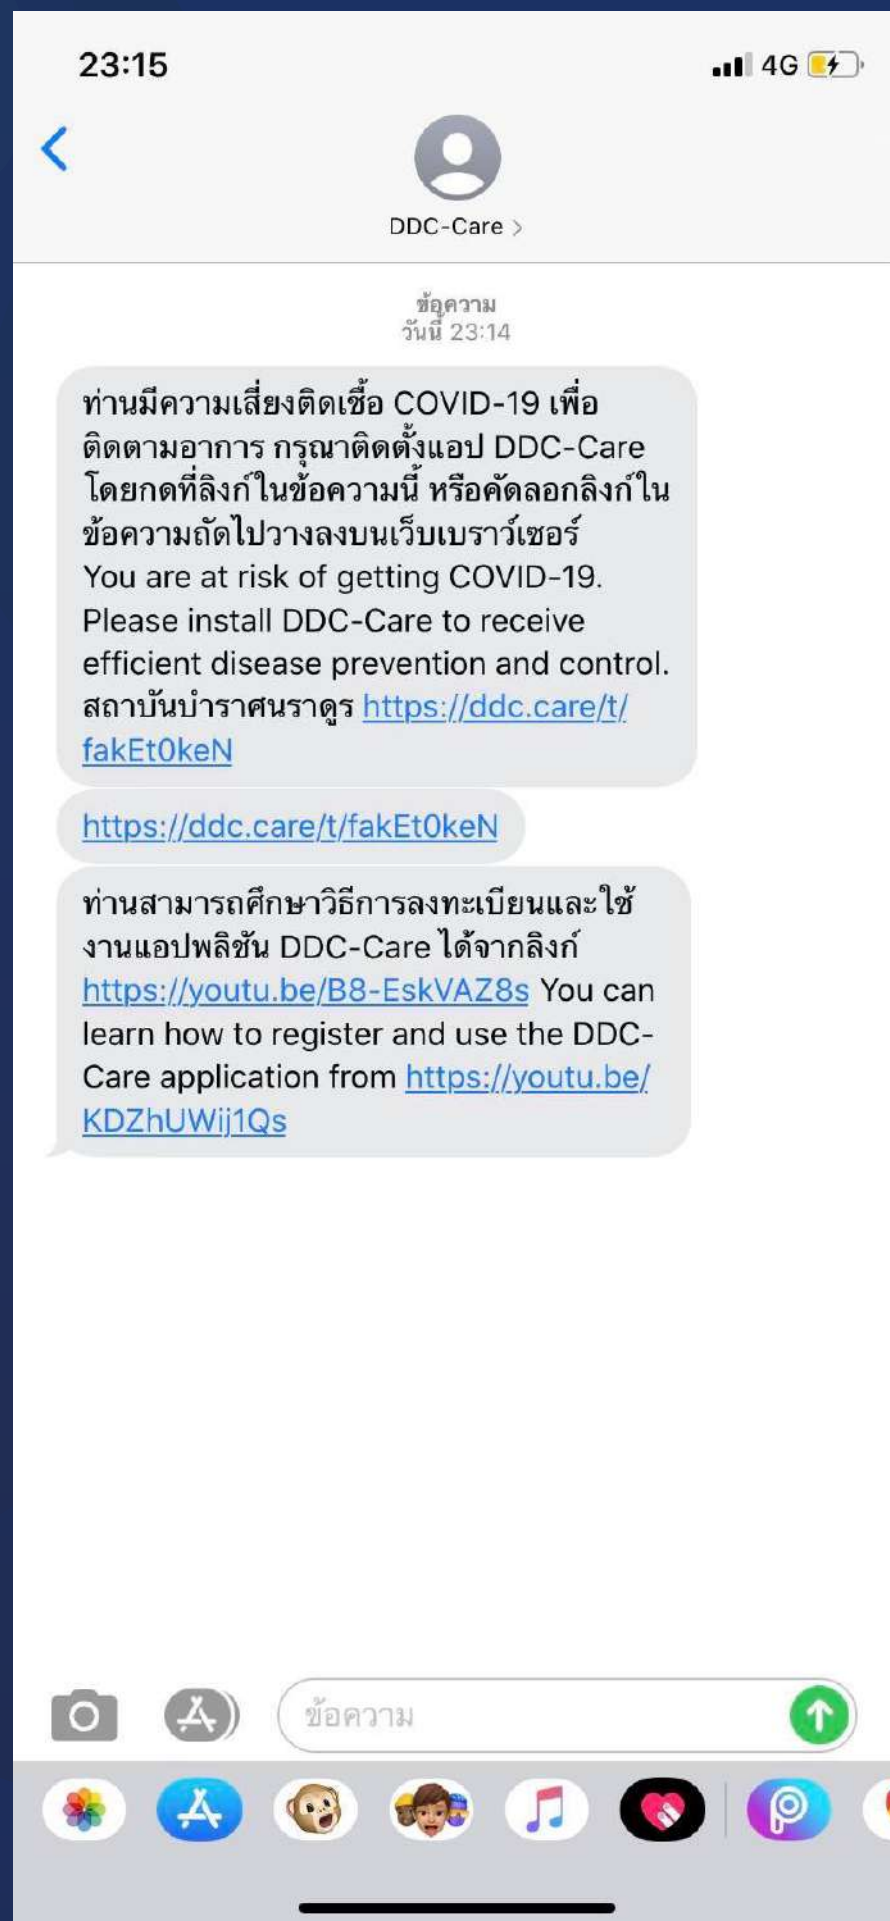 23:15
4G
DDC-Care >
ข้อความ
วันนี้ 23:14
ท่านมีความเสี่ยงติดเชื้อ COVID-19 เพื่อ
ติดตามอาการ กรุณาติดตั้งแอป DDC-Care
โดยกดที่ลิงก์ในข้อความนี้ หรือคัดลอกลิงก์ใน
ข้อความถัดไปวางลงบนเว็บเบราว์เซอร์
You are at risk of getting COVID-19.
Please install DDC-Care to receive
efficient disease prevention and control.
สถาบันบำราศนราดูร https://ddc.care/t/
fakEt0keN
https://ddc.care/t/fakEt0keN
ท่านสามารถศึกษาวิธีการลงทะเบียนและใช้
งานแอปพลิชัน DDC-Care ได้จากลิงก์
https://youtu.be/B8-EskVAZ8s You can
learn how to register and use the DDC-
Care application from https://youtu.be/
KDZhUWij1Qs
ข้อความ